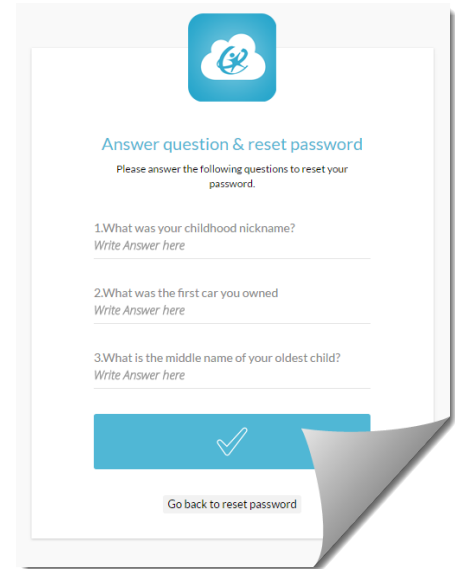 Answer question & reset password
Please answer the following questions to reset your
password.
1.What was your childhood nickname?
Write Answer here
2.What was the first car you owned
Write Answer here
3.What is the middle name of your oldest child?
Write Answer here
Go back to reset password